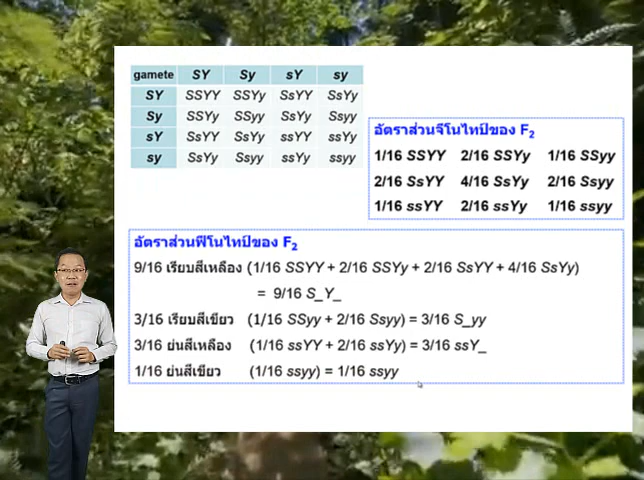 gamete SY Sy sY sy
SY SSYY SSYy SsYY SsYy
Sy SSYy SSyy SsYy Ssyy
sY SsYY SsYy ssYY ssYy
sy SsYy Ssyy ssYy ssyy
อัตราส่วนจีโนไทป์ของ F2
1/16 SSYY 2/16 SSYy 1/16 SSyy
2/16 SsYY 4/16 SsYy 2/16 Ssyy
1/16 ssYY 2/16 ssYy 1/16 ssyy
อัตราส่วนฟีโนไทป์ของ F2
9/16 เรียบสีเหลือง (1/16 SSYY + 2/16 SSYy + 2/16 SsYY + 4/16 SsYy)
= 9/16 S_Y_
3/16 เรียบสีเขียว (1/16 SSyy + 2/16 Ssyy) = 3/16 S_yy
3/16 ย่นสีเหลือง (1/16 ssYY + 2/16 ssYy) = 3/16 ssY_
1/16 ย่นสีเขียว (1/16 ssyy) = 1/16 ssyy